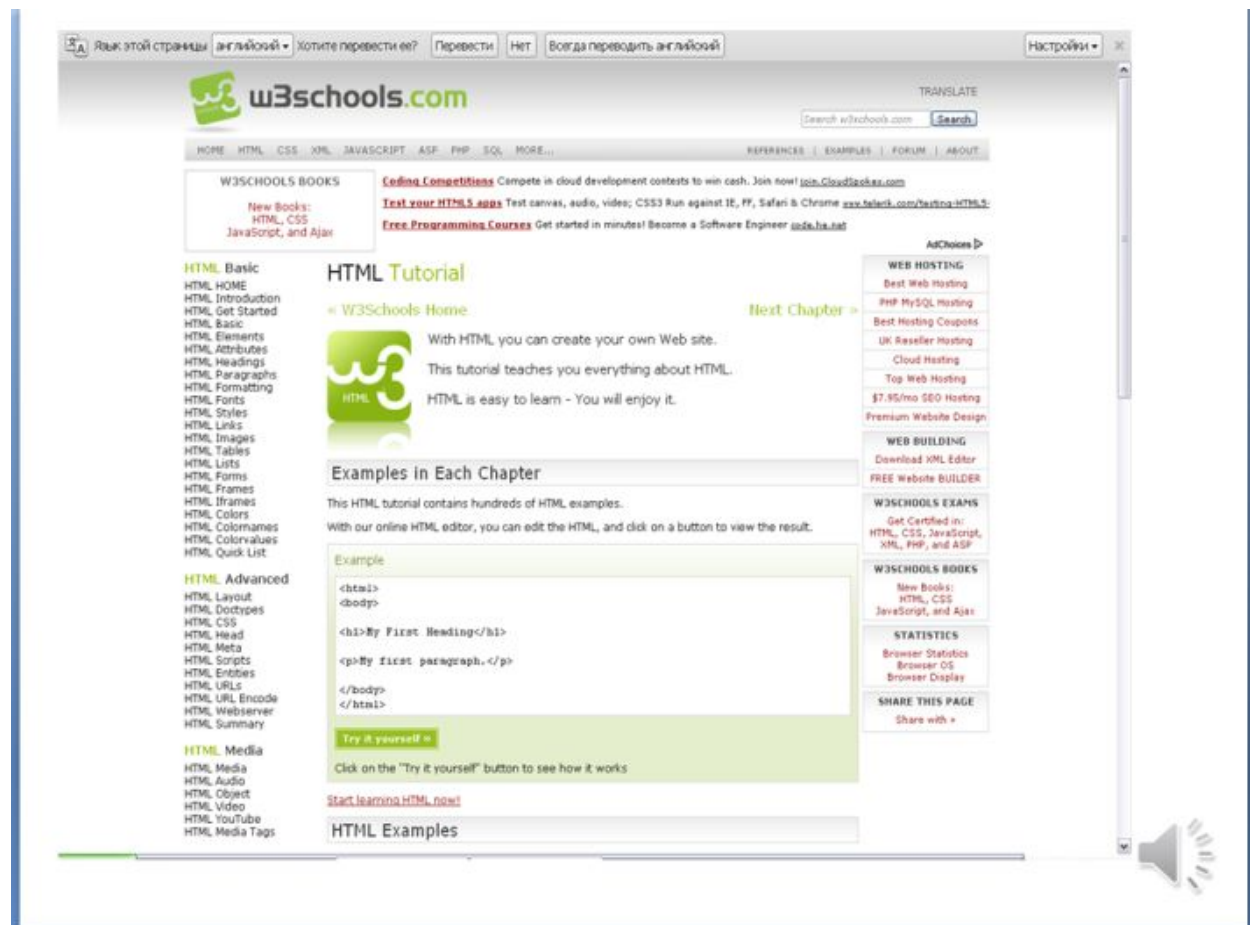 Язык этой страницы английский Хотите перевести ее? Перевести Нет Всегда переводить английский Настройки
w3schools.com
TRANSLATE
Search w3schools.com Search
HOME HTML CSS XML JAVASCRIPT ASP PHP SQL MORE...
REFERENCES | EXAMPLES | FORUM | ABOUT
W3SCHOOLS BOOKS
New Books:
HTML, CSS
JavaScript, and Ajax
Coding Competitions Compete in cloud development contests to win cash. Join now! join.CloudSpokes.com
Test your HTML5 apps Test canvas, audio, video; CSS3 Run against IE, FF, Safari & Chrome www.telerik.com/testing-HTML5-
Free Programming Courses Get started in minutes! Become a Software Engineer code.he.net
AdChoices
HTML Basic
HTML HOME
HTML Introduction
HTML Get Started
HTML Basic
HTML Elements
HTML Attributes
HTML Headings
HTML Paragraphs
HTML Formatting
HTML Fonts
HTML Styles
HTML Links
HTML Images
HTML Tables
HTML Lists
HTML Forms
HTML Frames
HTML Iframes
HTML Colors
HTML Colornames
HTML Colorvalues
HTML Quick List
HTML Advanced
HTML Layout
HTML Doctypes
HTML CSS
HTML Head
HTML Meta
HTML Scripts
HTML Entities
HTML URLs
HTML URL Encode
HTML Webserver
HTML Summary
HTML Media
HTML Media
HTML Audio
HTML Object
HTML Video
HTML YouTube
HTML Media Tags
HTML Tutorial
« W3Schools Home
Next Chapter »
w3
HTML
With HTML you can create your own Web site.
This tutorial teaches you everything about HTML.
HTML is easy to learn - You will enjoy it.
Examples in Each Chapter
This HTML tutorial contains hundreds of HTML examples.
With our online HTML editor, you can edit the HTML, and click on a button to view the result.
Example
<html>
<body>
<h1>My First Heading</h1>
<p>My first paragraph.</p>
</body>
</html>
Try it yourself »
Click on the "Try it yourself" button to see how it works
Start learning HTML now!
HTML Examples
WEB HOSTING
Best Web Hosting
PHP MySQL Hosting
Best Hosting Coupons
UK Reseller Hosting
Cloud Hosting
Top Web Hosting
$7.95/mo SEO Hosting
Premium Website Design
WEB BUILDING
Download XML Editor
FREE Website BUILDER
W3SCHOOLS EXAMS
Get Certified in:
HTML, CSS, JavaScript,
XML, PHP, and ASP
W3SCHOOLS BOOKS
New Books:
HTML, CSS
JavaScript, and Ajax
STATISTICS
Browser Statistics
Browser OS
Browser Display
SHARE THIS PAGE
Share with »